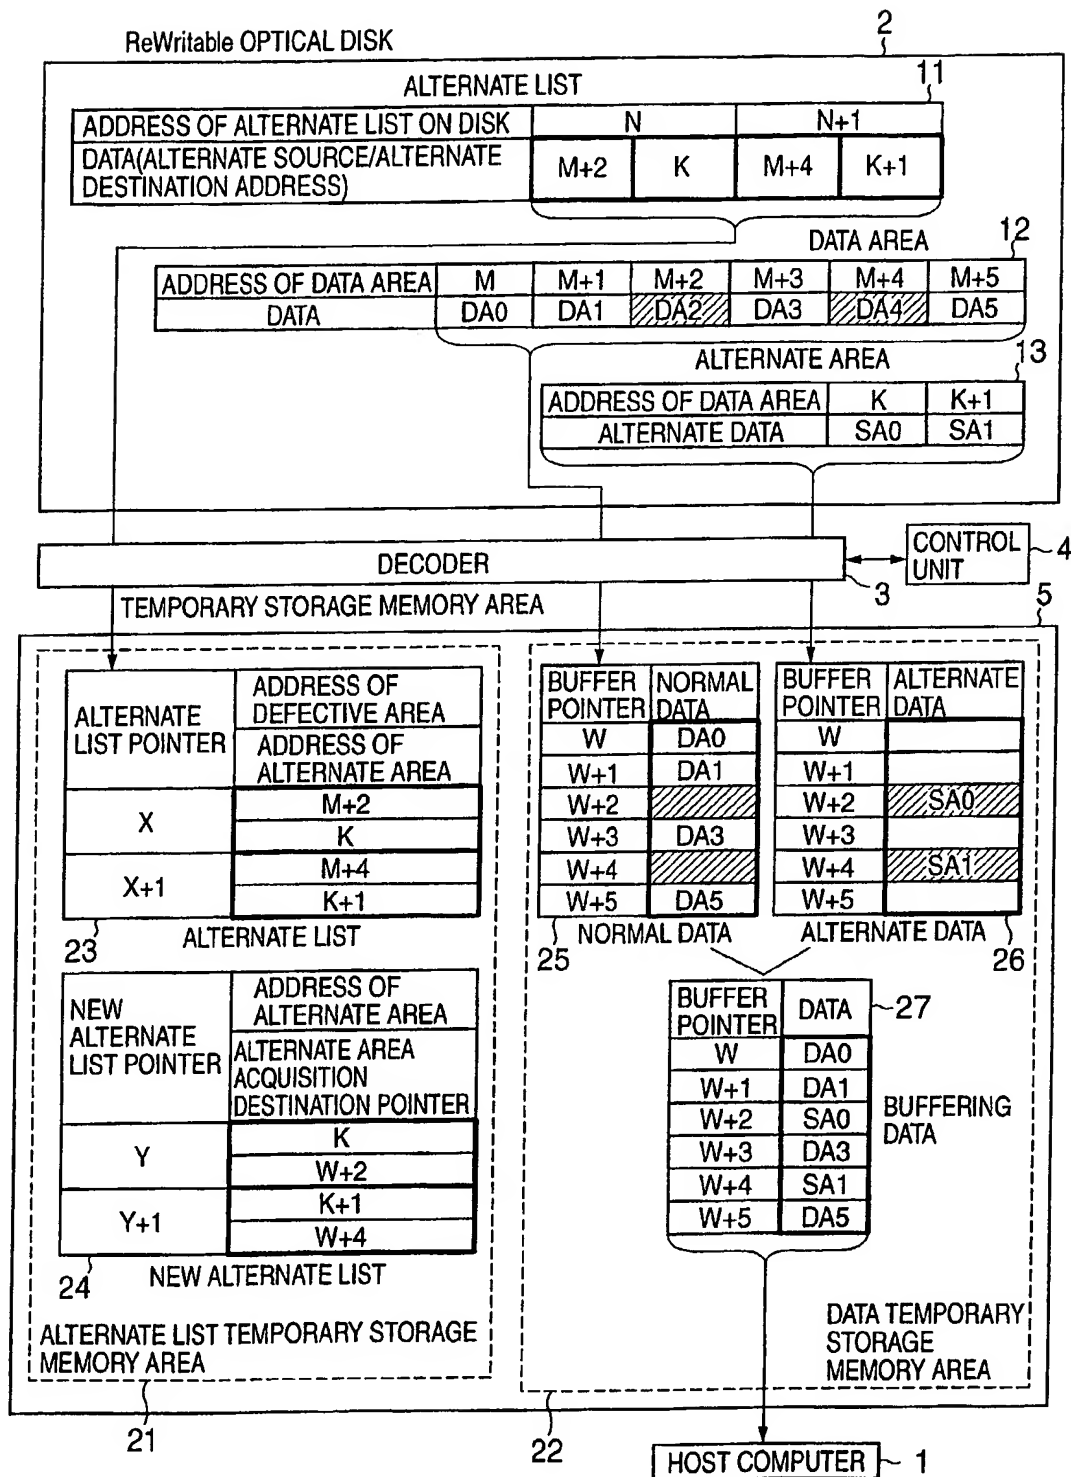 ReWritable OPTICAL DISK
2
ALTERNATE LIST
11
ADDRESS OF ALTERNATE LIST ON DISK N N+1
DATA(ALTERNATE SOURCE/ALTERNATE
DESTINATION ADDRESS)
M+2 K M+4 K+1
DATA AREA
12
ADDRESS OF DATA AREA M M+1 M+2 M+3 M+4 M+5
DATA DA0 DA1 DA2 DA3 DA4 DA5
ALTERNATE AREA
13
ADDRESS OF DATA AREA K K+1
ALTERNATE DATA SA0 SA1
DECODER
3
CONTROL
UNIT
4
TEMPORARY STORAGE MEMORY AREA
5
ALTERNATE
LIST POINTER
ADDRESS OF
DEFECTIVE AREA
ADDRESS OF
ALTERNATE AREA
X
M+2
K
X+1
M+4
K+1
23
ALTERNATE LIST
NEW
ALTERNATE
LIST POINTER
ADDRESS OF
ALTERNATE AREA
ALTERNATE AREA
ACQUISITION
DESTINATION POINTER
Y
K
W+2
Y+1
K+1
W+4
24
NEW ALTERNATE LIST
ALTERNATE LIST TEMPORARY STORAGE
MEMORY AREA
21
BUFFER
POINTER
NORMAL
DATA
W DA0
W+1 DA1
W+2
W+3 DA3
W+4
W+5 DA5
25
NORMAL DATA
BUFFER
POINTER
ALTERNATE
DATA
W
W+1
W+2 SA0
W+3
W+4 SA1
W+5
ALTERNATE DATA
26
BUFFER
POINTER
DATA
27
W DA0
W+1 DA1
W+2 SA0
W+3 DA3
W+4 SA1
W+5 DA5
BUFFERING
DATA
DATA TEMPORARY
STORAGE
MEMORY AREA
22
HOST COMPUTER
1